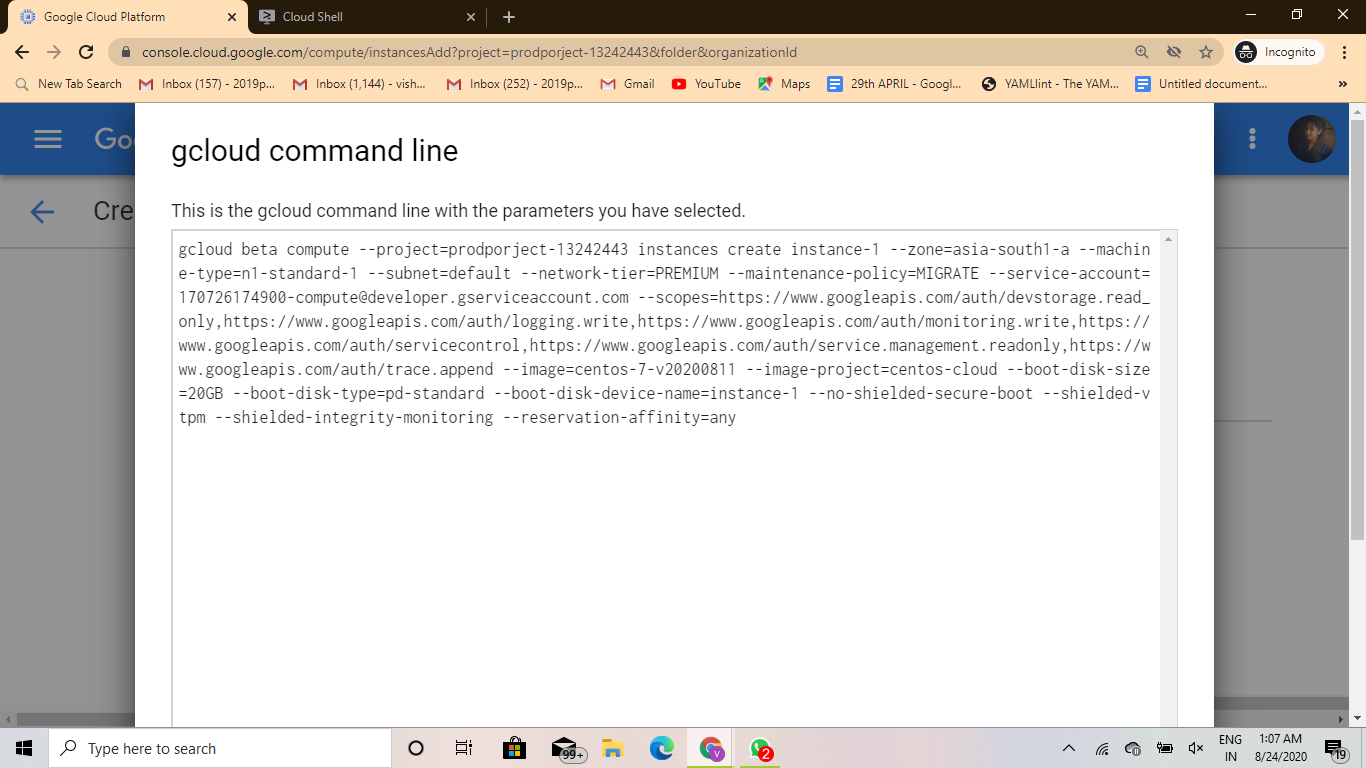 Google Cloud Platform
Cloud Shell
console.cloud.google.com/compute/instancesAdd?project=prodporject-13242443&folder&organizationId
Incognito
New Tab Search
Inbox (157) - 2019p...
Inbox (1,144) - vish...
Inbox (252) - 2019p...
Gmail
YouTube
Maps
29th APRIL - Googl...
YAMLlint - The YAM...
Untitled document...
Goo
Cre
gcloud command line
This is the gcloud command line with the parameters you have selected.
gcloud beta compute --project=prodporject-13242443 instances create instance-1 --zone=asia-south1-a --machin
e-type=n1-standard-1 --subnet=default --network-tier=PREMIUM --maintenance-policy=MIGRATE --service-account=
170726174900-compute@developer.gserviceaccount.com --scopes=https://www.googleapis.com/auth/devstorage.read_
only,https://www.googleapis.com/auth/logging.write,https://www.googleapis.com/auth/monitoring.write,https://
www.googleapis.com/auth/servicecontrol,https://www.googleapis.com/auth/service.management.readonly,https://w
ww.googleapis.com/auth/trace.append --image=centos-7-v20200811 --image-project=centos-cloud --boot-disk-size
=20GB --boot-disk-type=pd-standard --boot-disk-device-name=instance-1 --no-shielded-secure-boot --shielded-v
tpm --shielded-integrity-monitoring --reservation-affinity=any
Type here to search
99+
V
2
ENG
IN
1:07 AM
8/24/2020
19